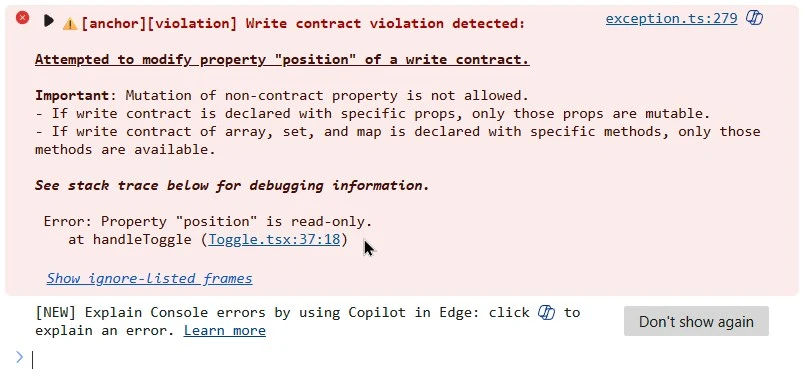 ⚠[anchor][violation] Write contract violation detected: exception.ts:279
Attempted to modify property "position" of a write contract.
Important: Mutation of non-contract property is not allowed.
- If write contract is declared with specific props, only those props are mutable.
- If write contract of array, set, and map is declared with specific methods, only those
methods are available.
See stack trace below for debugging information.
Error: Property "position" is read-only.
at handleToggle (Toggle.tsx:37:18)
Show ignore-listed frames
[NEW] Explain Console errors by using Copilot in Edge: click to
explain an error. Learn more
Don't show again